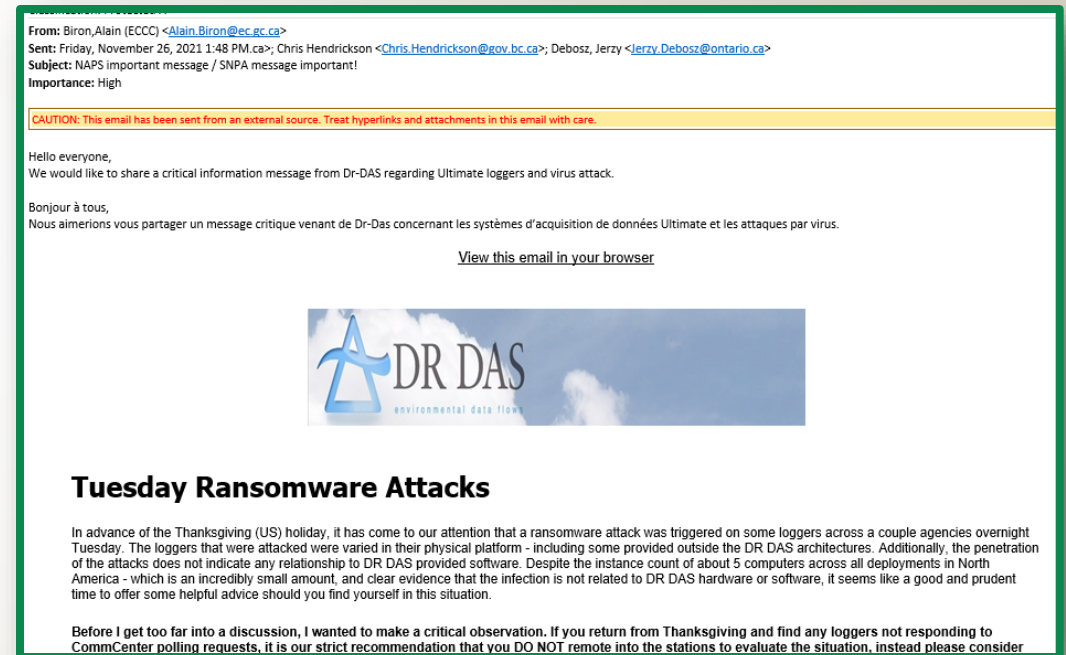 From: Biron,Alain (ECCC) <Alain.Biron@ec.gc.ca>
Sent: Friday, November 26, 2021 1:48 PM.ca>; Chris Hendrickson <Chris.Hendrickson@gov.bc.ca>; Debosz, Jerzy <Jerzy.Debosz@ontario.ca>
Subject: NAPS important message / SNPA message important!
Importance: High
CAUTION: This email has been sent from an external source. Treat hyperlinks and attachments in this email with care.
Hello everyone,
We would like to share a critical information message from Dr-DAS regarding Ultimate loggers and virus attack.
Bonjour à tous,
Nous aimerions vous partager un message critique venant de Dr-Das concernant les systèmes d'acquisition de données Ultimate et les attaques par virus.
View this email in your browser
DR DAS
environmental data flows
Tuesday Ransomware Attacks
In advance of the Thanksgiving (US) holiday, it has come to our attention that a ransomware attack was triggered on some loggers across a couple agencies overnight
Tuesday. The loggers that were attacked were varied in their physical platform - including some provided outside the DR DAS architectures. Additionally, the penetration
of the attacks does not indicate any relationship to DR DAS provided software. Despite the instance count of about 5 computers across all deployments in North
America - which is an incredibly small amount, and clear evidence that the infection is not related to DR DAS hardware or software, it seems like a good and prudent
time to offer some helpful advice should you find yourself in this situation.
Before I get too far into a discussion, I wanted to make a critical observation. If you return from Thanksgiving and find any loggers not responding to
CommCenter polling requests, it is our strict recommendation that you DO NOT remote into the stations to evaluate the situation, instead please consider